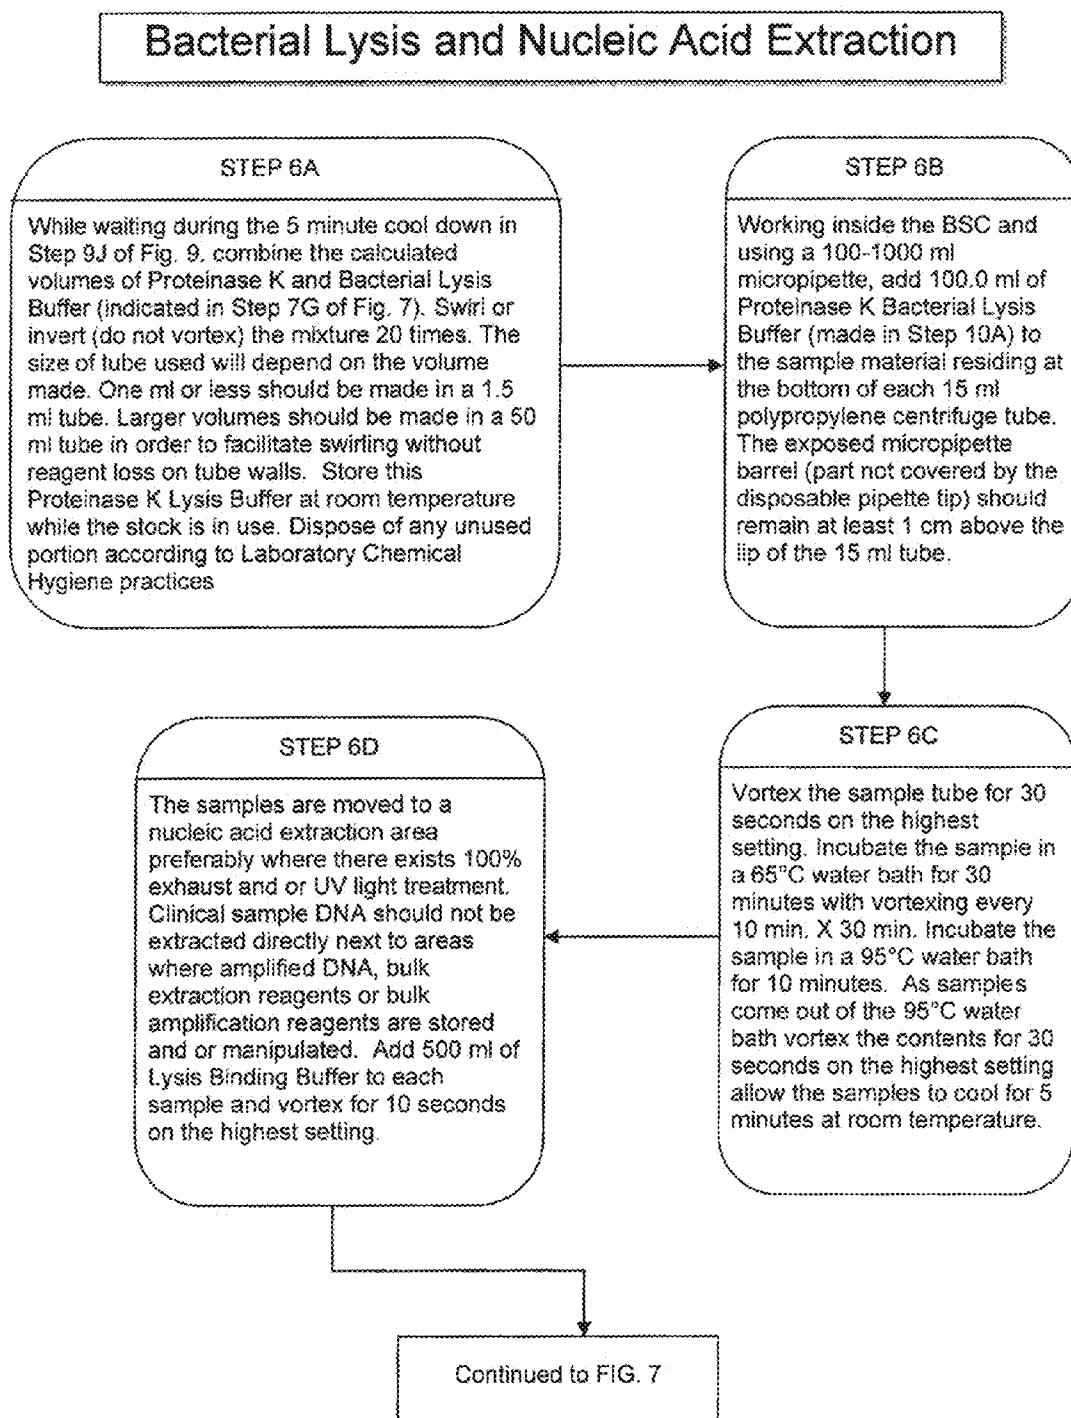 Bacterial Lysis and Nucleic Acid Extraction
STEP 6A
While waiting during the 5 minute cool down in
Step 9J of Fig. 9, combine the calculated
volumes of Proteinase K and Bacterial Lysis
Buffer (indicated in Step 7G of Fig. 7). Swirl or
invert (do not vortex) the mixture 20 times. The
size of tube used will depend on the volume
made. One ml or less should be made in a 1.5
ml tube. Larger volumes should be made in a 50
ml tube in order to facilitate swirling without
reagent loss on tube walls. Store this
Proteinase K Lysis Buffer at room temperature
while the stock is in use. Dispose of any unused
portion according to Laboratory Chemical
Hygiene practices
STEP 6B
Working inside the BSC and
using a 100-1000 ml
micropipette, add 100.0 ml of
Proteinase K Bacterial Lysis
Buffer (made in Step 10A) to
the sample material residing at
the bottom of each 15 ml
polypropylene centrifuge tube.
The exposed micropipette
barrel (part not covered by the
disposable pipette tip) should
remain at least 1 cm above the
lip of the 15 ml tube.
STEP 6C
Vortex the sample tube for 30
seconds on the highest
setting. Incubate the sample in
a 65°C water bath for 30
minutes with vortexing every
10 min. X 30 min. Incubate the
sample in a 95°C water bath
for 10 minutes. As samples
come out of the 95°C water
bath vortex the contents for 30
seconds on the highest setting
allow the samples to cool for 5
minutes at room temperature.
STEP 6D
The samples are moved to a
nucleic acid extraction area
preferably where there exists 100%
exhaust and or UV light treatment.
Clinical sample DNA should not be
extracted directly next to areas
where amplified DNA, bulk
extraction reagents or bulk
amplification reagents are stored
and or manipulated. Add 500 ml of
Lysis Binding Buffer to each
sample and vortex for 10 seconds
on the highest setting.
Continued to FIG. 7